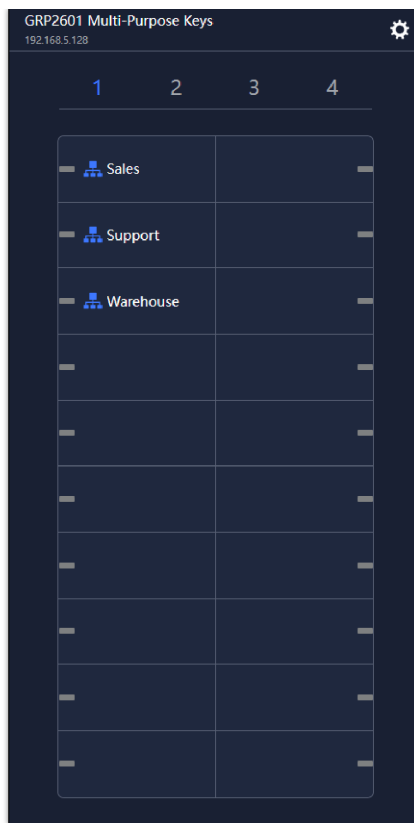 GRP2601 Multi-Purpose Keys
192.168.5.128
1 2 3 4
Sales
Support
Warehouse